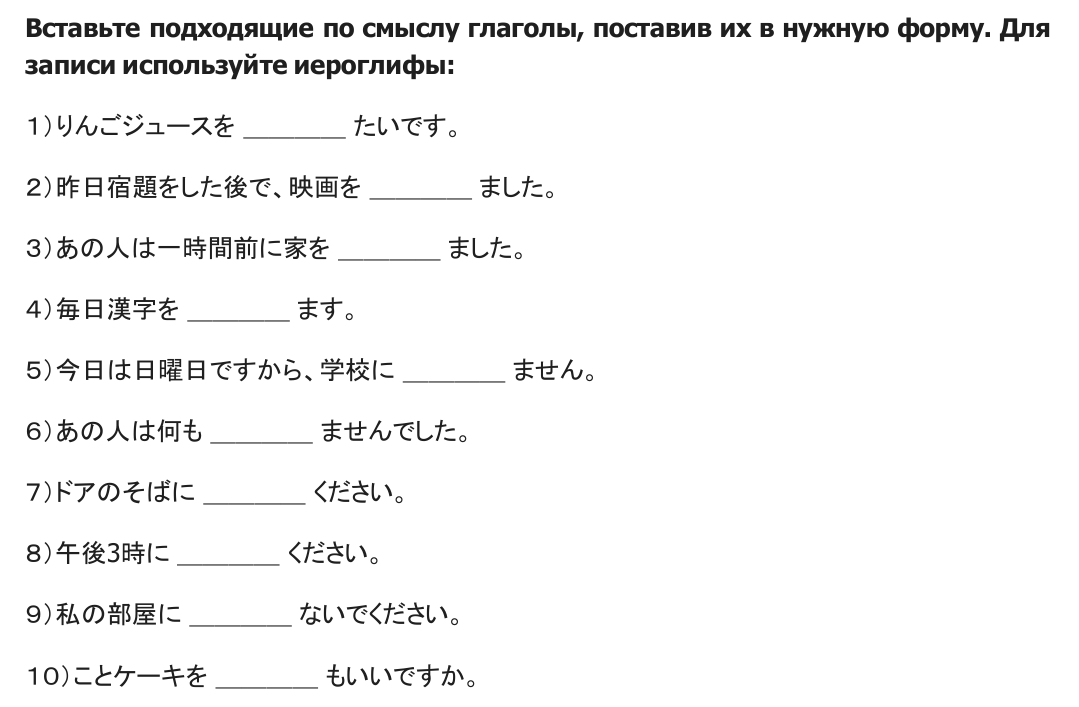 Вставьте подходящие по смыслу глаголы, поставив их в нужную форму. Для
записи используйте иероглифы:
1）りんごジュースを ________ たいです。
2）昨日宿題をした後で、映画を ________ ました。
3）あの人は一時間前に家を ________ ました。
4）毎日漢字を ________ ます。
5）今日は日曜日ですから、学校に ________ ません。
6）あの人は何も ________ ませんでした。
7）ドアのそばに ________ ください。
8）午後3時に ________ ください。
9）私の部屋に ________ ないでください。
10）ことケーキを ________ もいいですか。